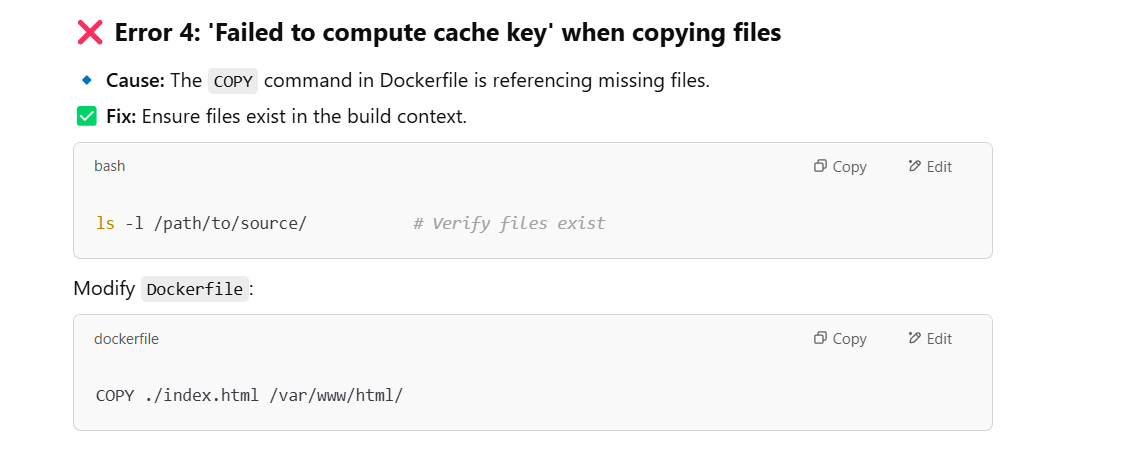 ❌ Error 4: 'Failed to compute cache key' when copying files
🔹 Cause: The COPY command in Dockerfile is referencing missing files.
✅ Fix: Ensure files exist in the build context.
bash Copy Edit
ls -l /path/to/source/ # Verify files exist
Modify Dockerfile:
dockerfile Copy Edit
COPY ./index.html /var/www/html/